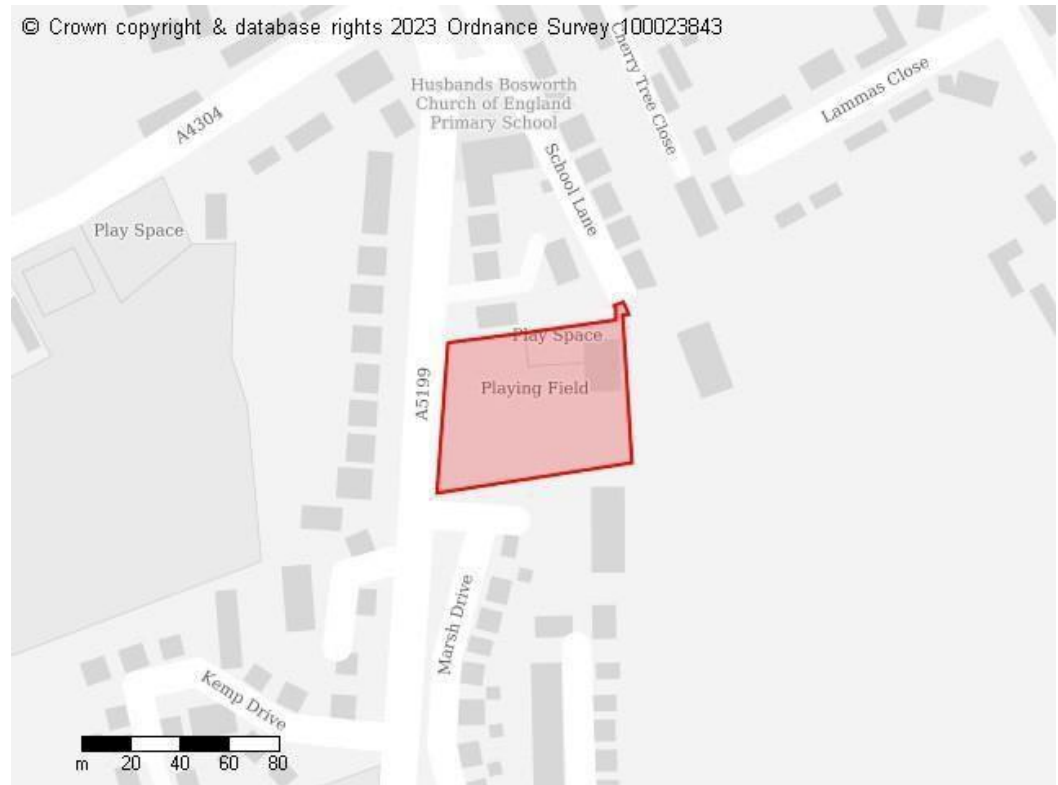 © Crown copyright & database rights 2023 Ordnance Survey 100023843
Cherry Tree Close
Husbands Bosworth
Church of England
Primary School
A4304
Lammas Close
School Lane
Play Space
Play Space
Playing Field
A5199
Marsh Drive
Kemp Drive
m 20 40 60 80